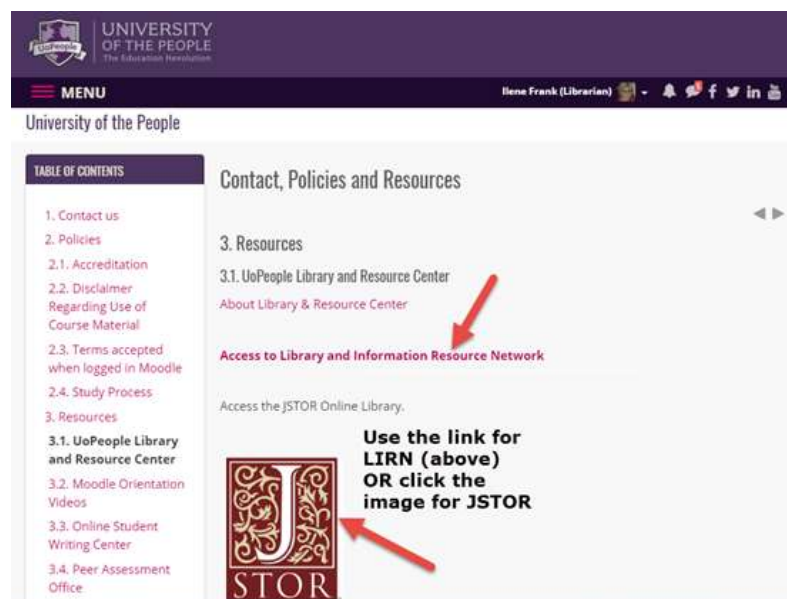 UNIVERSITY
OF THE PEOPLE
The Education Revolution
UoPeople
MENU
Ilene Frank (Librarian)
University of the People
TABLE OF CONTENTS
1. Contact us
2. Policies
2.1. Accreditation
2.2. Disclaimer
Regarding Use of
Course Material
2.3. Terms accepted
when logged in Moodle
2.4. Study Process
3. Resources
3.1. UoPeople Library
and Resource Center
3.2. Moodle Orientation
Videos
3.3. Online Student
Writing Center
3.4. Peer Assessment
Office
Contact, Policies and Resources
3. Resources
3.1. UoPeople Library and Resource Center
About Library & Resource Center
Access to Library and Information Resource Network
Access the JSTOR Online Library.
Use the link for
LIRN (above)
OR click the
image for JSTOR
J
STOR